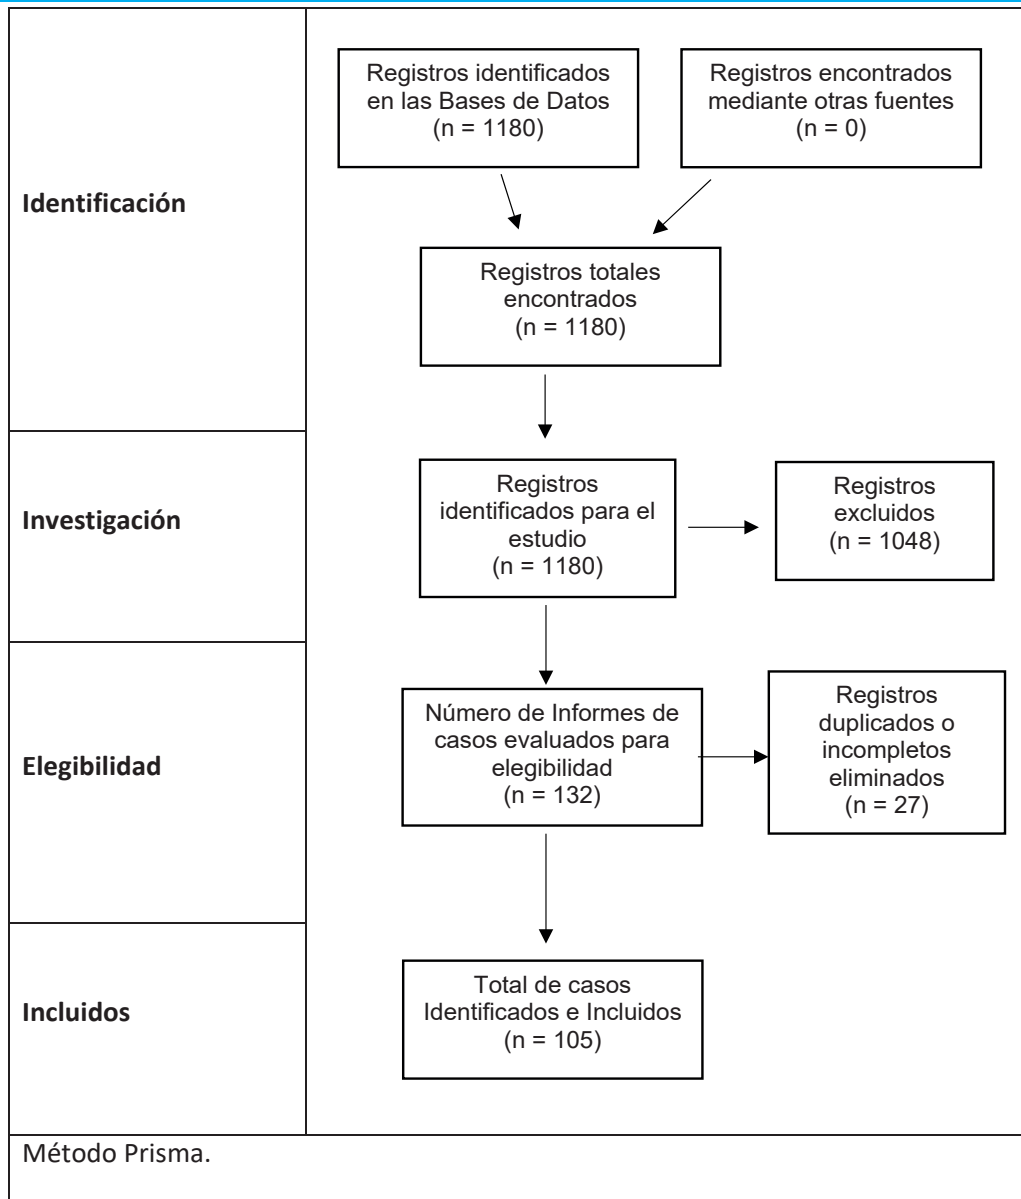 Identificación
Registros identificados
en las Bases de Datos
(n = 1180)
Registros encontrados
mediante otras fuentes
(n = 0)
Registros totales
encontrados
(n = 1180)
Investigación
Registros
identificados para el
estudio
(n = 1180)
Registros
excluidos
(n = 1048)
Elegibilidad
Número de Informes de
casos evaluados para
elegibilidad
(n = 132)
Registros
duplicados o
incompletos
eliminados
(n = 27)
Incluidos
Total de casos
Identificados e Incluidos
(n = 105)
Método Prisma.